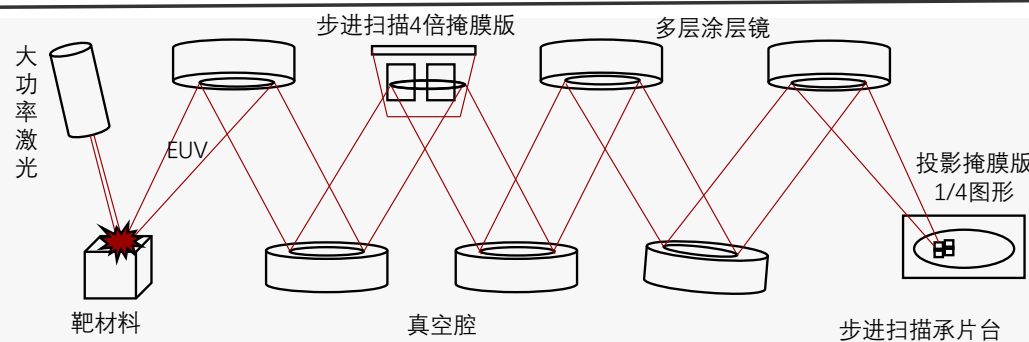 步进扫描4倍掩膜版
多层涂层镜
大功率激光
EUV
投影掩膜版
1/4图形
靶材料
真空腔
步进扫描承片台